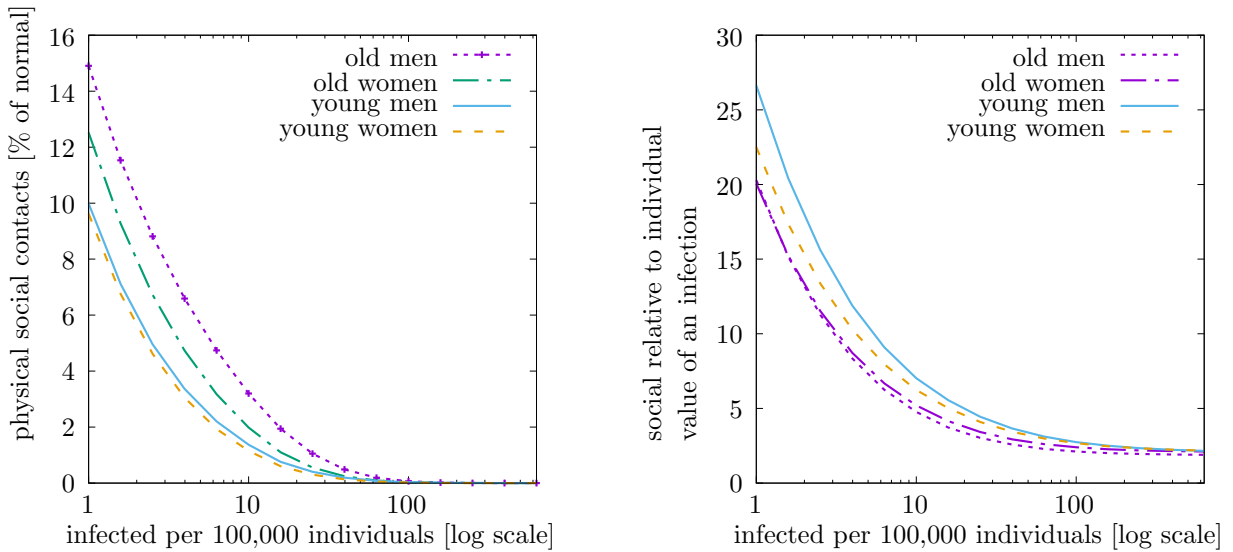 physical social contacts [% of normal]
16
14
12
10
8
6
4
2
0
old men
old women
young men
young women
1
10
100
infected per 100,000 individuals [log scale]
social relative to individual
value of an infection
30
25
20
15
10
5
0
old men
old women
young men
young women
1
10
100
infected per 100,000 individuals [log scale]